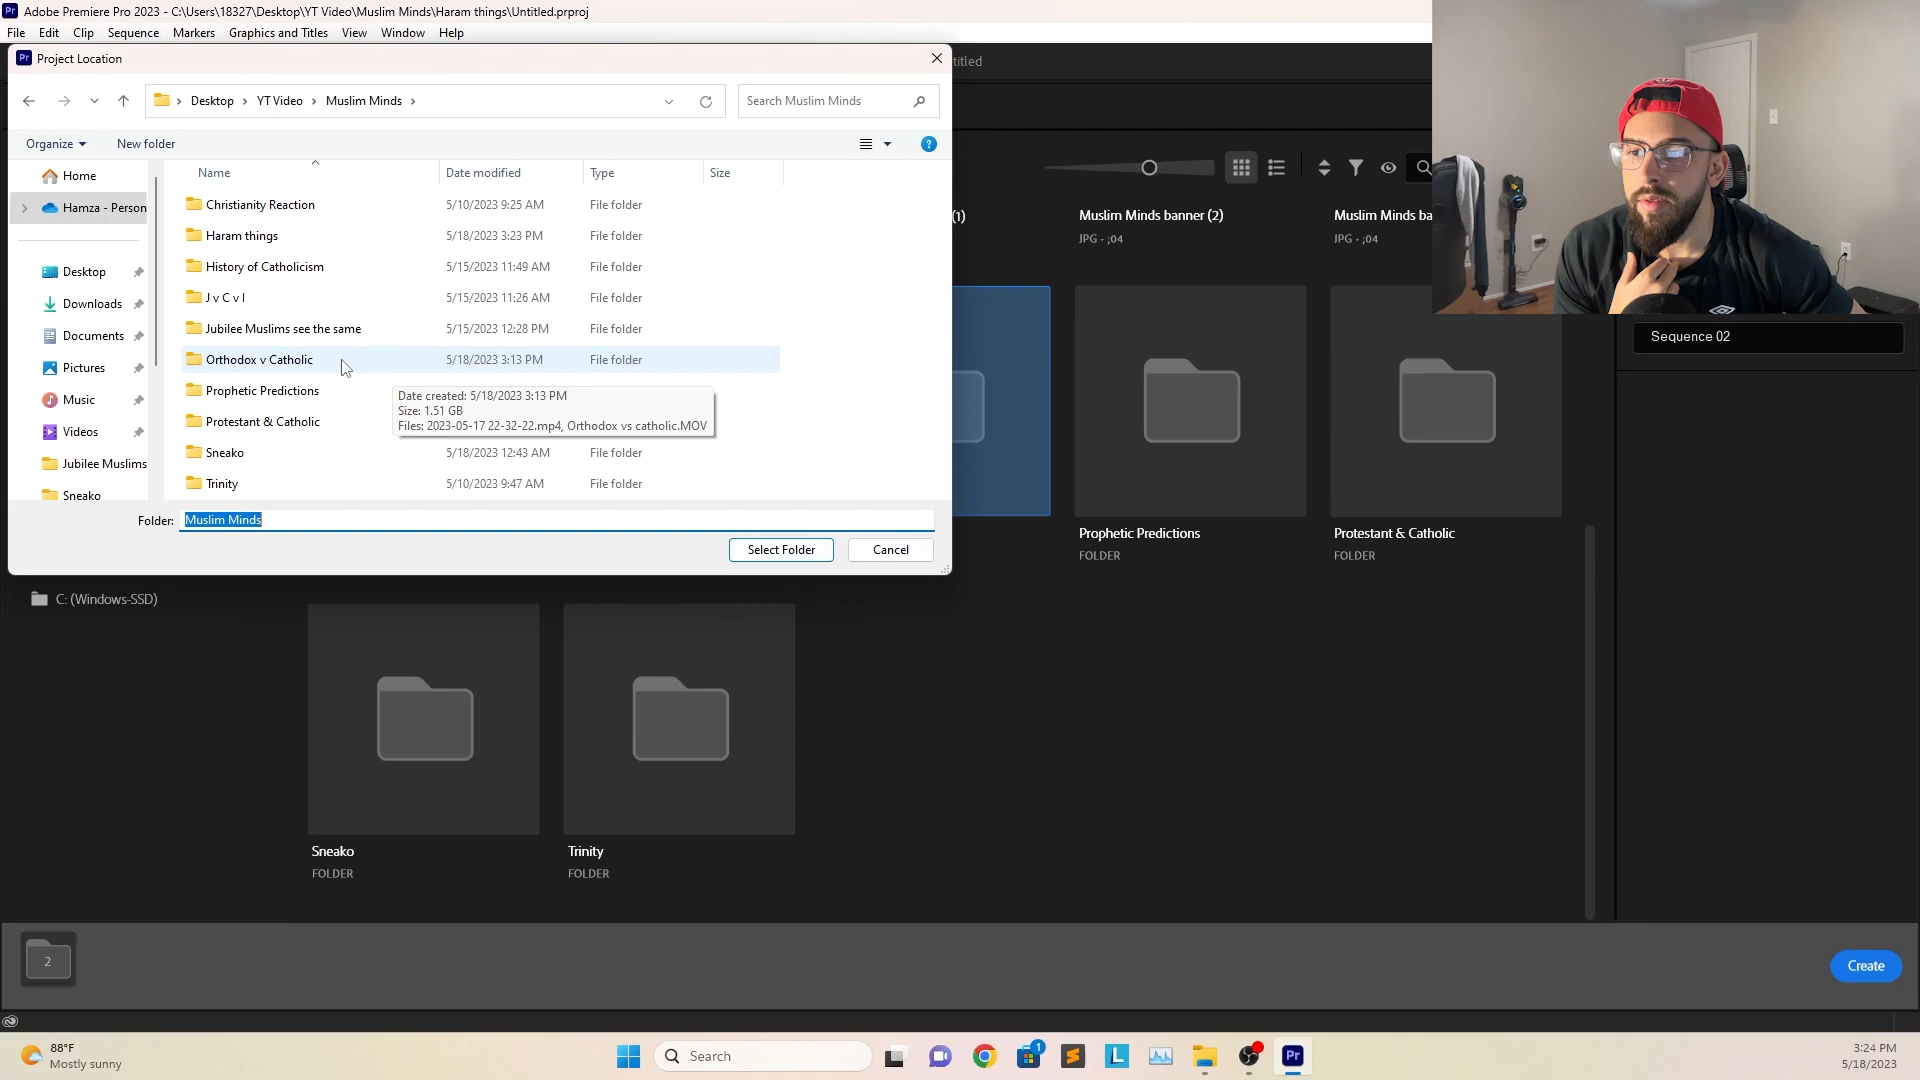 Pr Adobe Premiere Pro 2023 - C:\Users\18327\Desktop\YT Video\Muslim Minds\Haram things\Untitled.prproj
File Edit Clip Sequence Markers Graphics and Titles View Window Help
Pr Project Location
titled
Desktop > YT Video > Muslim Minds >
Search Muslim Minds
Organize
New folder
?
Home
Hamza - Person
Desktop
Downloads
Documents
Pictures
Music
Videos
Jubilee Muslims
Sneako
Name Date modified Type Size
Christianity Reaction 5/10/2023 9:25 AM File folder
Haram things 5/18/2023 3:23 PM File folder
History of Catholicism 5/15/2023 11:49 AM File folder
J v C v I 5/15/2023 11:26 AM File folder
Jubilee Muslims see the same 5/15/2023 12:28 PM File folder
Orthodox v Catholic 5/18/2023 3:13 PM File folder
Prophetic Predictions
Protestant & Catholic
Sneako 5/18/2023 12:43 AM File folder
Trinity 5/10/2023 9:47 AM File folder
Date created: 5/18/2023 3:13 PM
Size: 1.51 GB
Files: 2023-05-17 22-32-22.mp4, Orthodox vs catholic.MOV
Folder: Muslim Minds
Select Folder
Cancel
(1)
Muslim Minds banner (2)
JPG - ;04
Muslim Minds ba
JPG - ;04
Sequence 02
Prophetic Predictions
FOLDER
Protestant & Catholic
FOLDER
C: (Windows-SSD)
Sneako
FOLDER
Trinity
FOLDER
2
Create
88°F
Mostly sunny
Search
1
L
Pr
3:24 PM
5/18/2023